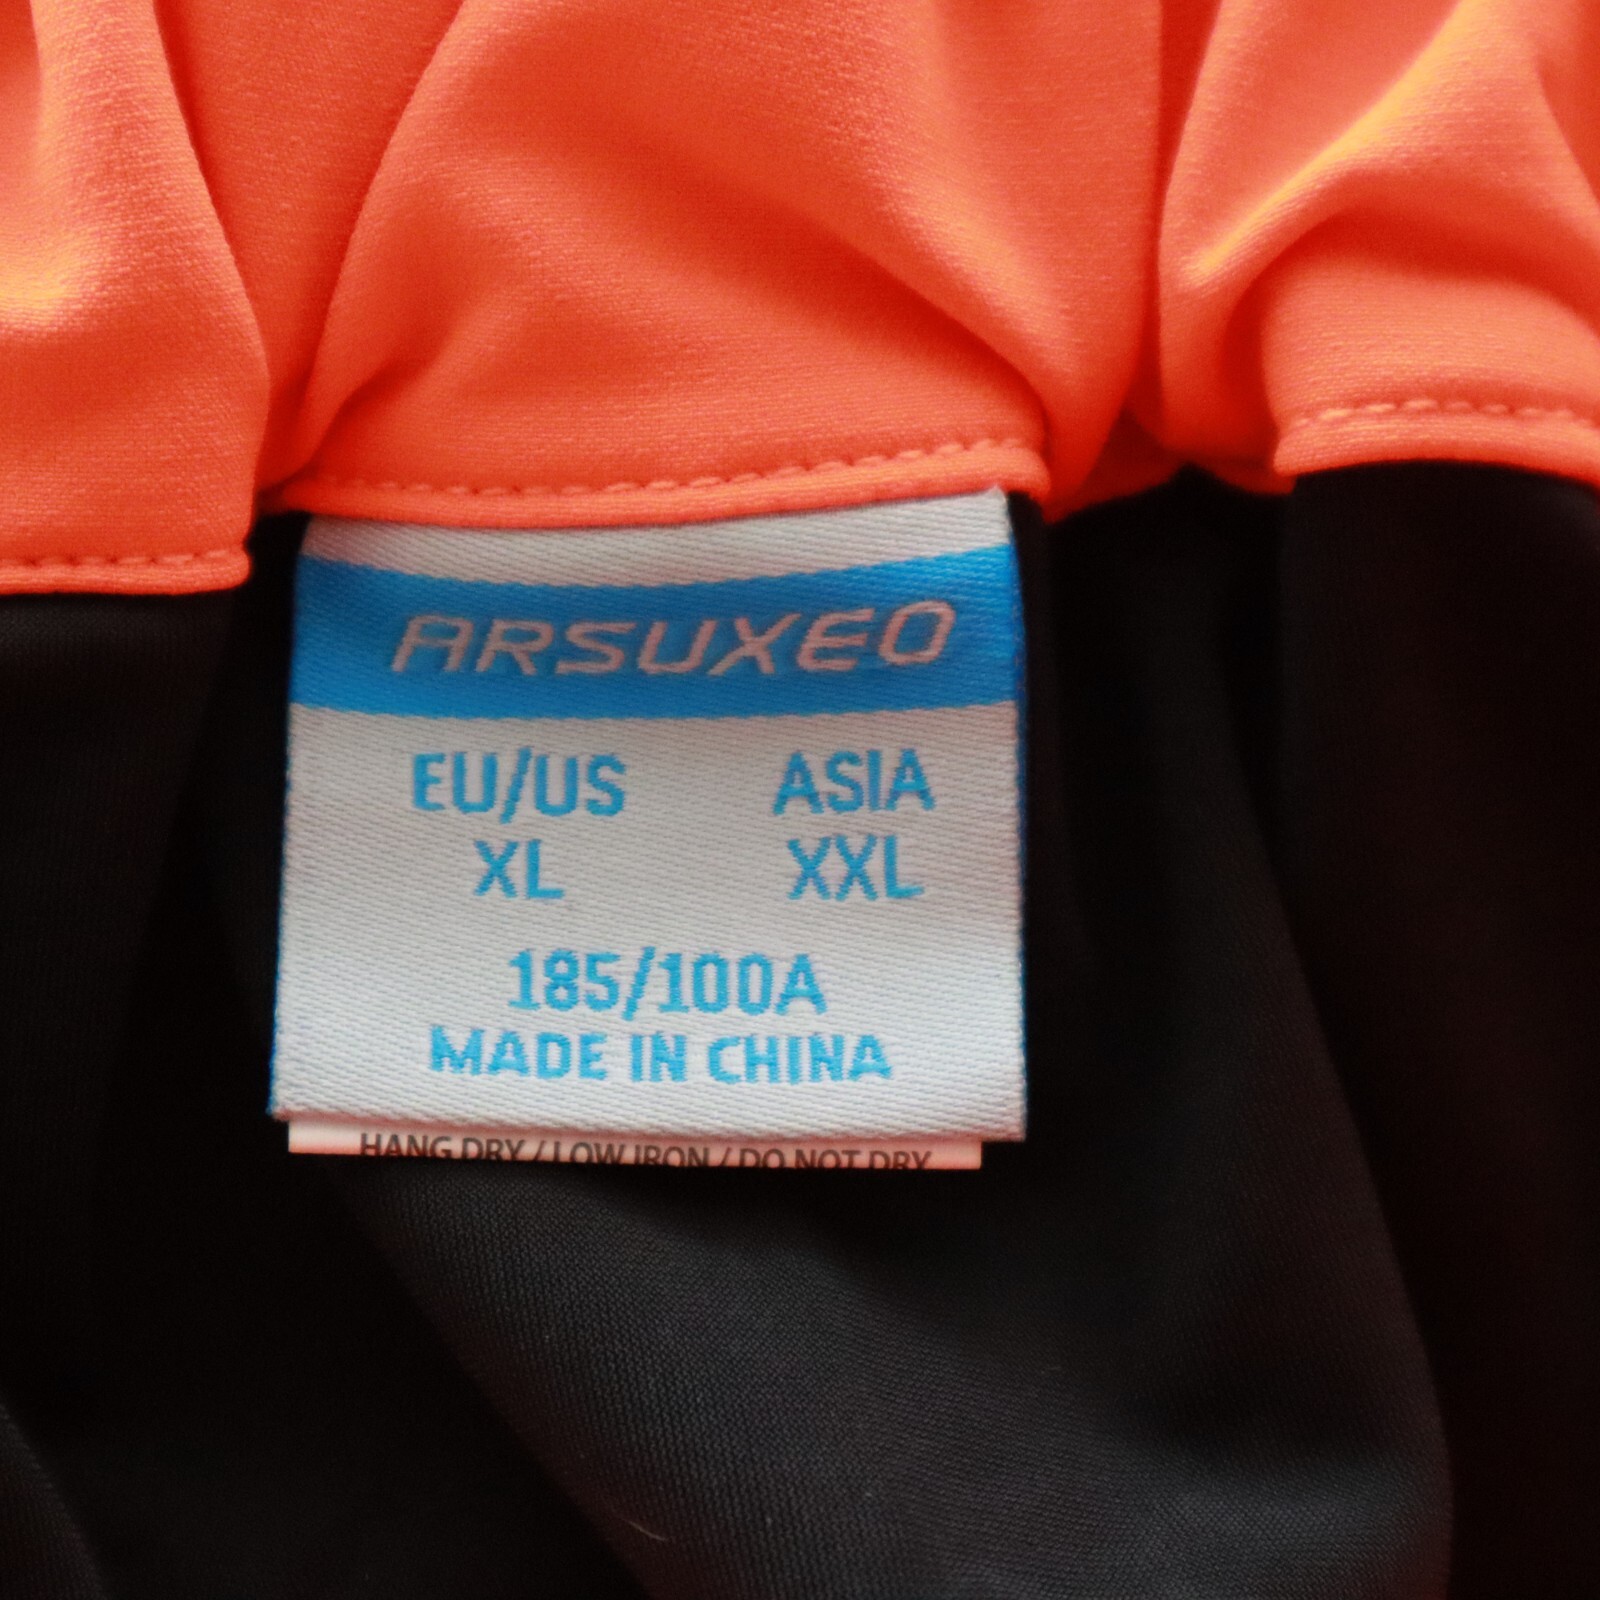 ARSUXEO
EU/US ASIA
XL XXL
185/100A
MADE IN CHINA
HANG DRY / LOW IRON / DO NOT DRY